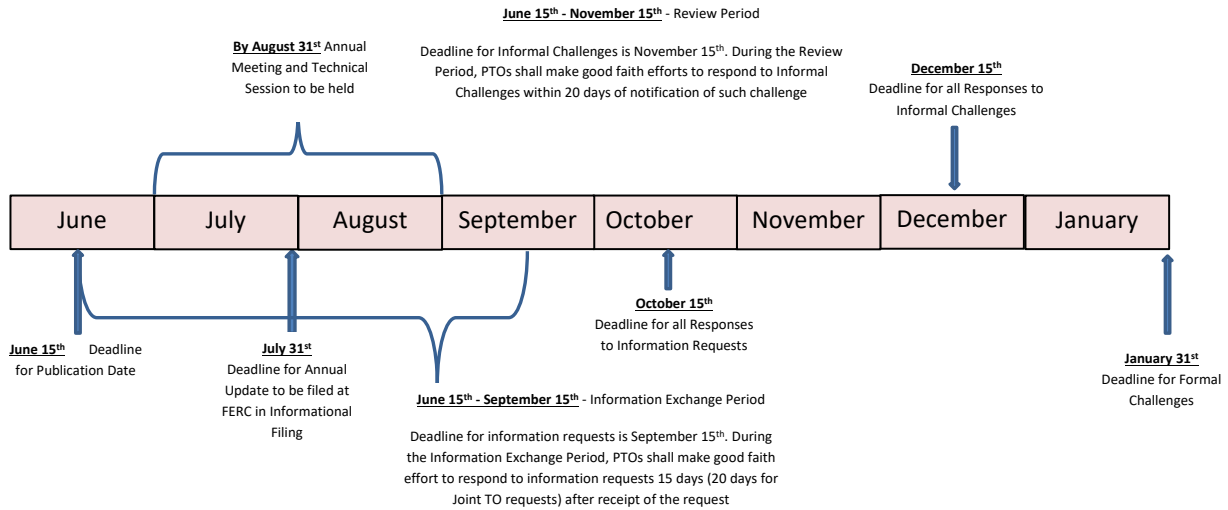 June 15th - November 15th - Review Period
By August 31st Annual
Meeting and Technical
Session to be held
Deadline for Informal Challenges is November 15th. During the Review
Period, PTOs shall make good faith efforts to respond to Informal
Challenges within 20 days of notification of such challenge
December 15th
Deadline for all Responses to
Informal Challenges
June July August September October November December January
June 15th Deadline
for Publication Date
July 31st
Deadline for Annual
Update to be filed at
FERC in Informational
Filing
October 15th
Deadline for all Responses
to Information Requests
January 31st
Deadline for Formal
Challenges
June 15th - September 15th - Information Exchange Period
Deadline for information requests is September 15th. During
the Information Exchange Period, PTOs shall make good faith
effort to respond to information requests 15 days (20 days for
Joint TO requests) after receipt of the request